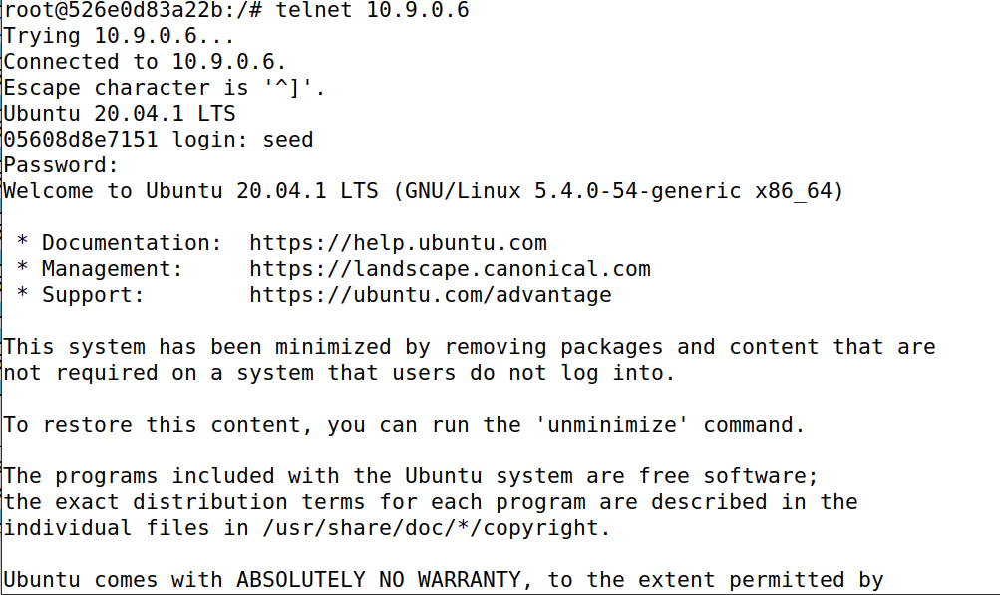 root@526e0d83a22b:/# telnet 10.9.0.6
Trying 10.9.0.6...
Connected to 10.9.0.6.
Escape character is '^]'.
Ubuntu 20.04.1 LTS
05608d8e7151 login: seed
Password:
Welcome to Ubuntu 20.04.1 LTS (GNU/Linux 5.4.0-54-generic x86_64)
* Documentation:  https://help.ubuntu.com
* Management:     https://landscape.canonical.com
* Support:        https://ubuntu.com/advantage
This system has been minimized by removing packages and content that are
not required on a system that users do not log into.
To restore this content, you can run the 'unminimize' command.
The programs included with the Ubuntu system are free software;
the exact distribution terms for each program are described in the
individual files in /usr/share/doc/*/copyright.
Ubuntu comes with ABSOLUTELY NO WARRANTY, to the extent permitted by